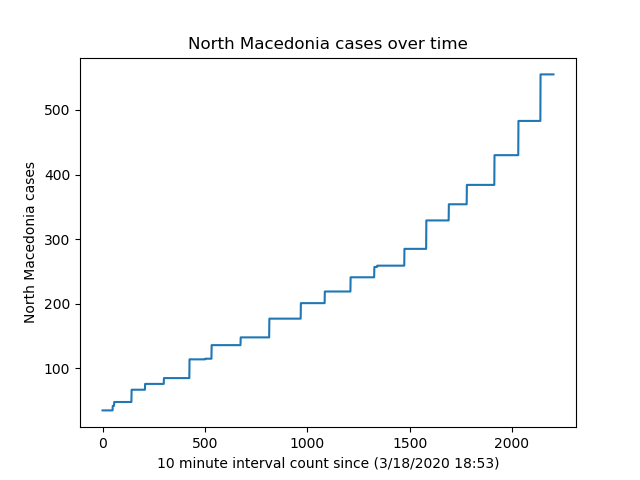 North Macedonia cases over time
500
400
300
200
100
North Macedonia cases
0 500 1000 1500 2000
10 minute interval count since (3/18/2020 18:53)